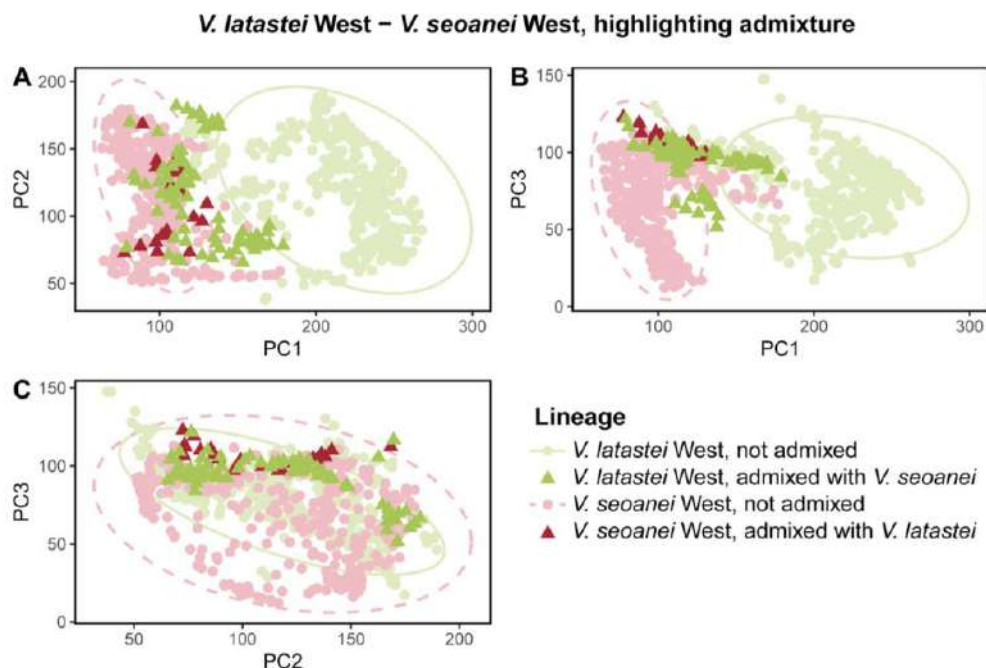 V. latastei West – V. seoanei West, highlighting admixture
A
200
150
100
50
PC2
100
200
300
PC1
B
150
100
50
0
PC3
100
200
300
PC1
C
150
100
50
0
PC3
50
100
150
200
PC2
Lineage
V. latastei West, not admixed
V. latastei West, admixed with V. seoanei
V. seoanei West, not admixed
V. seoanei West, admixed with V. latastei